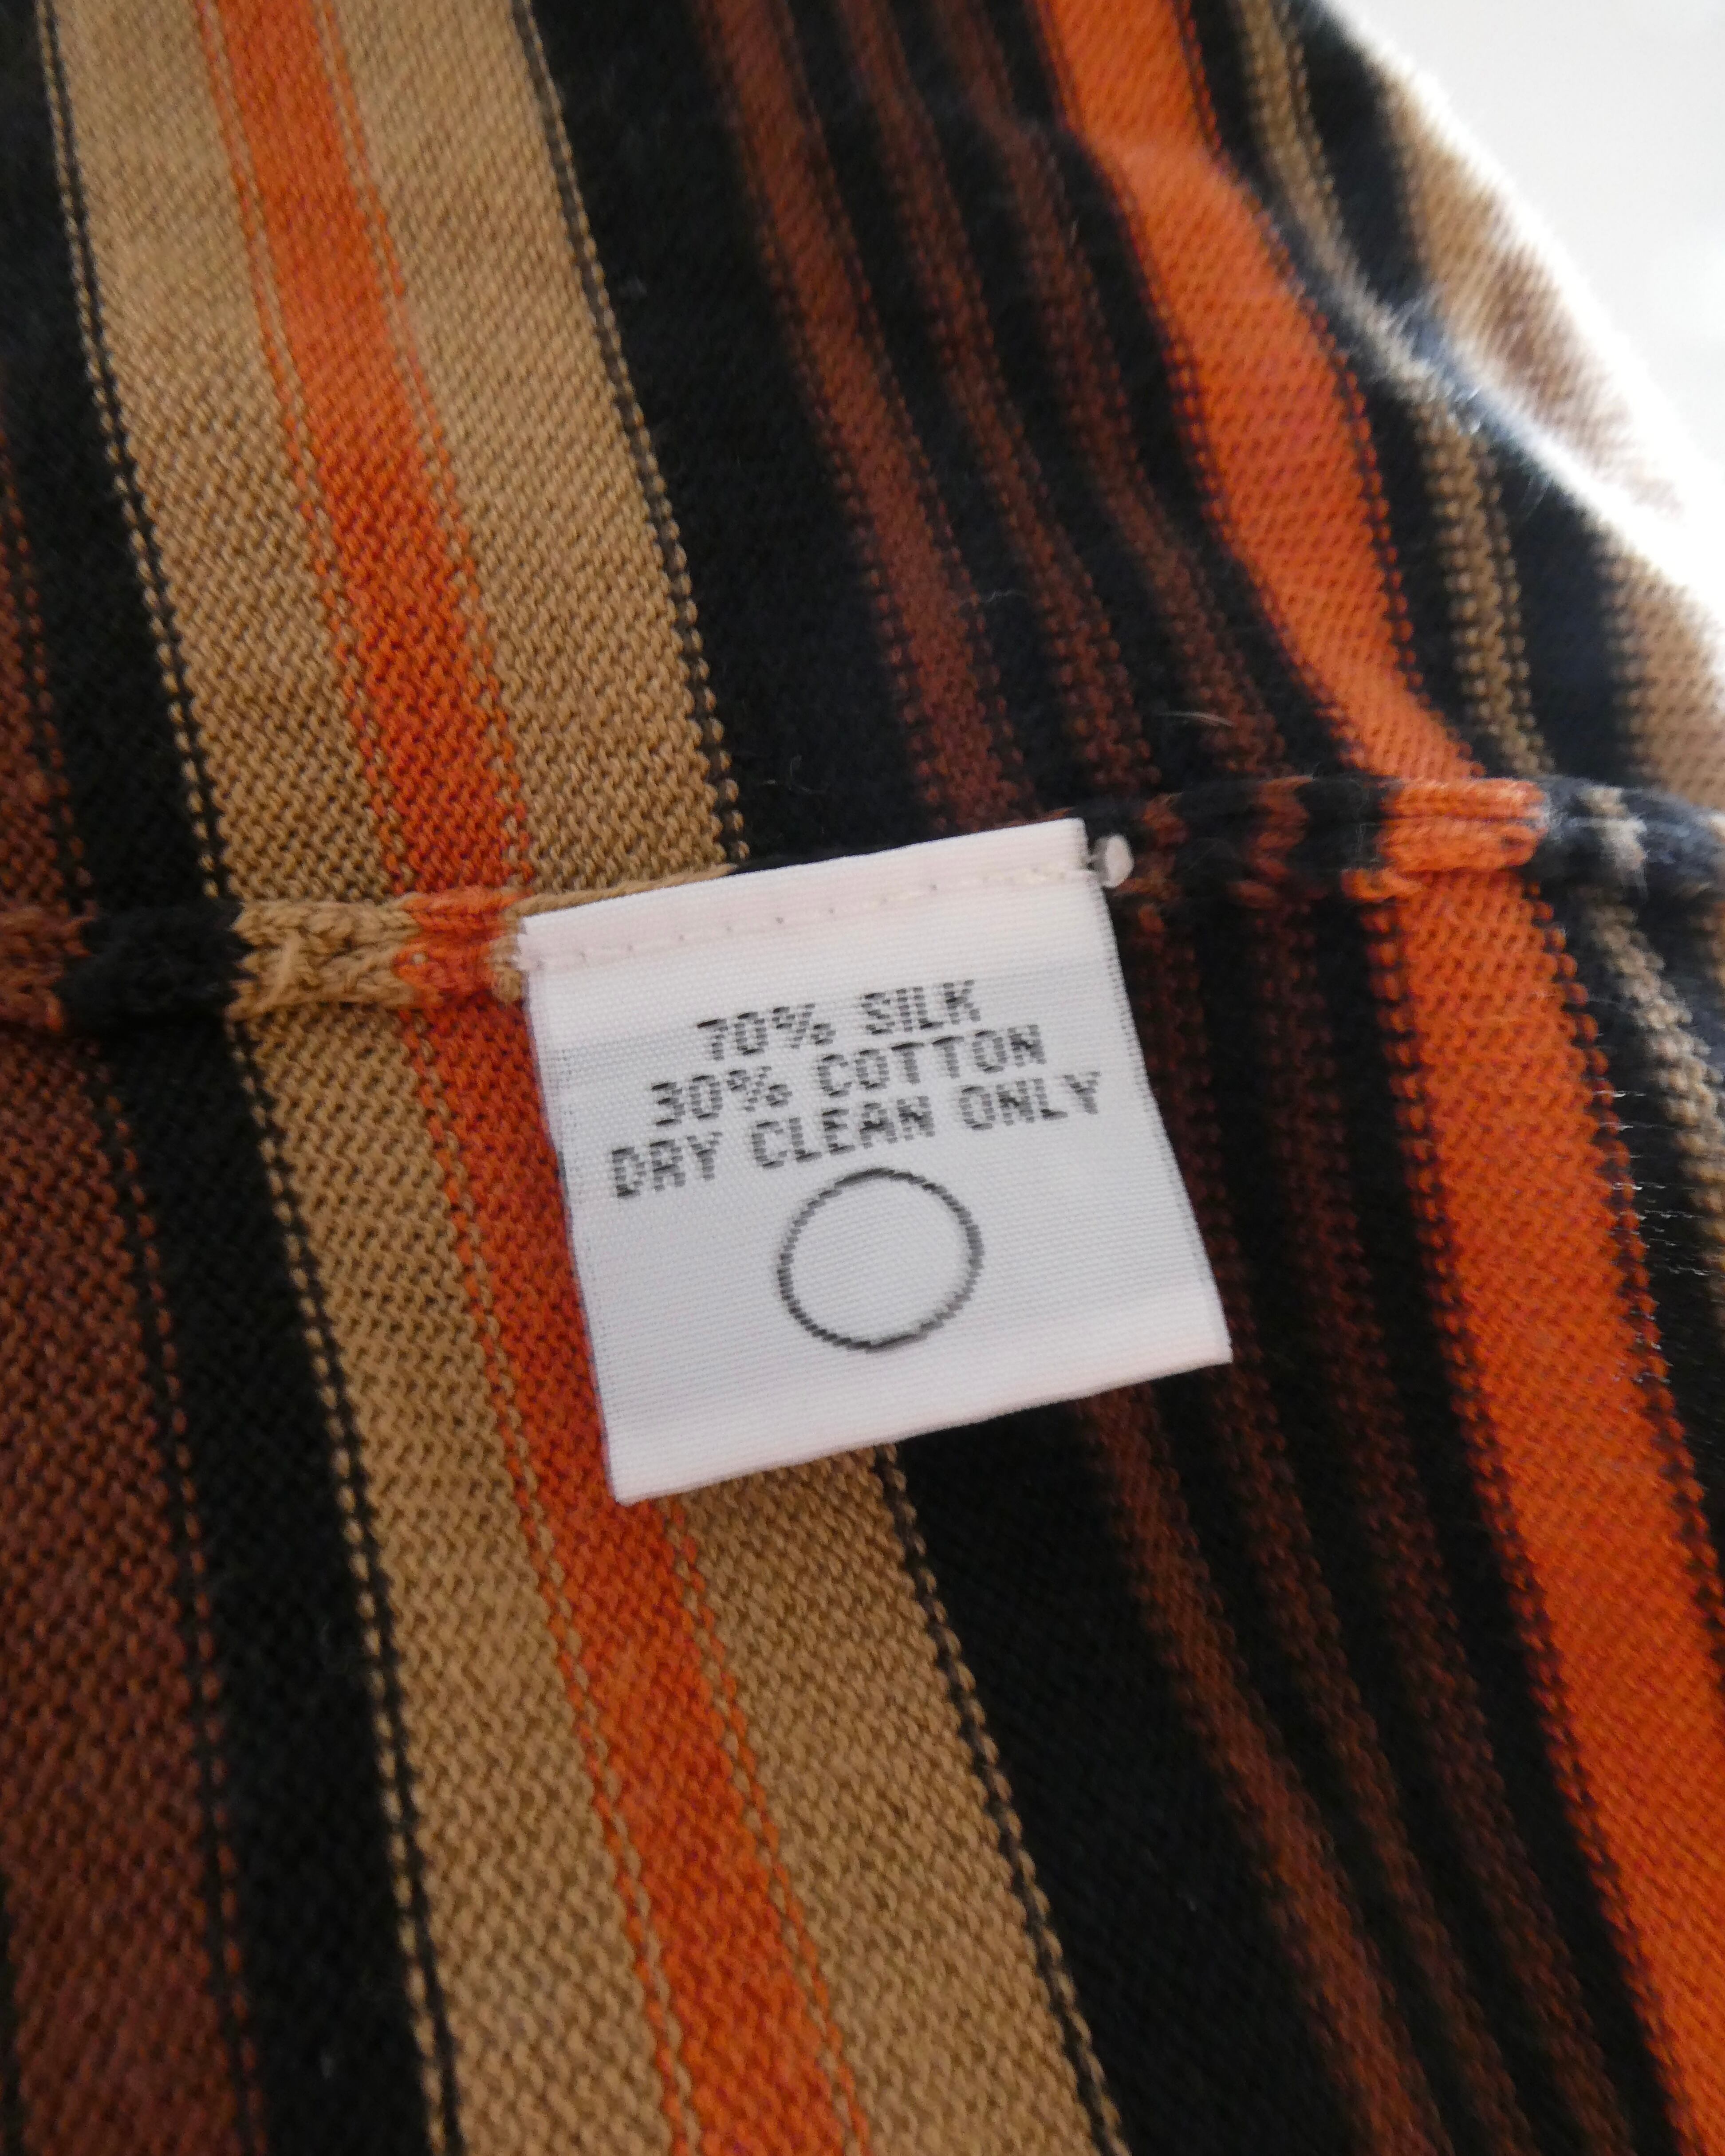 70% SILK
30% COTTON
DRY CLEAN ONLY